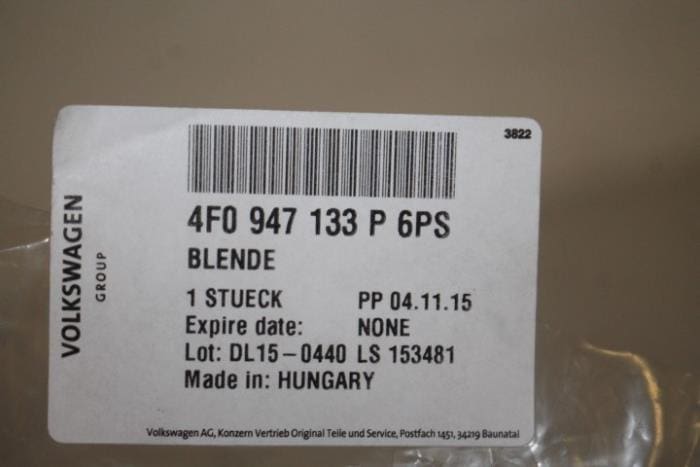 3822
VOLKSWAGEN
GROUP
4F0 947 133 P 6PS
BLENDE
1 STUECK PP 04.11.15
Expire date: NONE
Lot: DL15-0440 LS 153481
Made in: HUNGARY
Volkswagen AG, Konzern Vertrieb Original Teile und Service, Postfach 1451, 34219 Baunatal